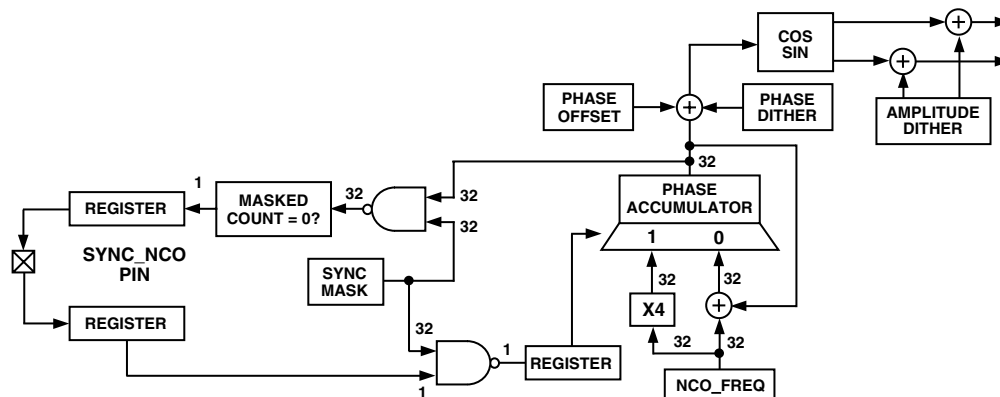 COS
SIN
PHASE
OFFSET
PHASE
DITHER
AMPLITUDE
DITHER
32
1
32
32
REGISTER
MASKED
COUNT = 0?
PHASE
ACCUMULATOR
32
1
0
SYNC_NCO
PIN
SYNC
MASK
32
32
X4
REGISTER
32
1
REGISTER
32
32
1
NCO_FREQ